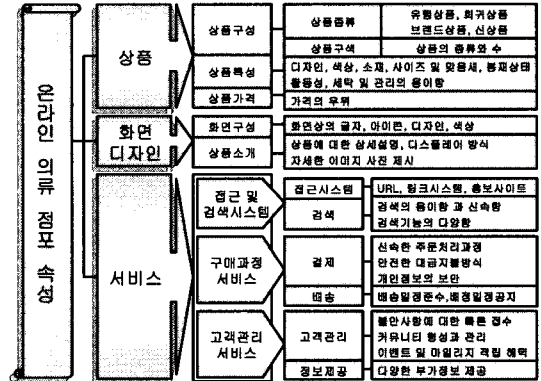 온라인 의류 점포 속성
상품
상품구성
상품종류
유행상품, 희귀상품
브랜드상품, 신상품
상품구색
상품의 종류와 수
상품특성
디자인, 색상, 소재, 사이즈 및 맞음새, 봉제상태
활동성, 세탁 및 관리의 용이함
상품가격
가격의 우위
화면
디자인
화면구성
화면상의 글자, 아이콘, 디자인, 색상
상품소개
상품에 대한 상세설명, 디스플레이 방식
자세한 이미지 사진 제시
서비스
접근 및
검색시스템
접근시스템
URL, 링크시스템, 홍보사이트
검색
검색의 용이함 과 신속함
검색기능의 다양함
구매과정
서비스
결제
신속한 주문처리과정
안전한 대금지불방식
개인정보의 보안
배송
배송일정준수,배정일정공지
고객관리
서비스
고객관리
불만사항에 대한 빠른 접수
커뮤니티 형성과 관리
이벤트 및 마일리지 적립 혜택
정보제공
다양한 부가정보 제공